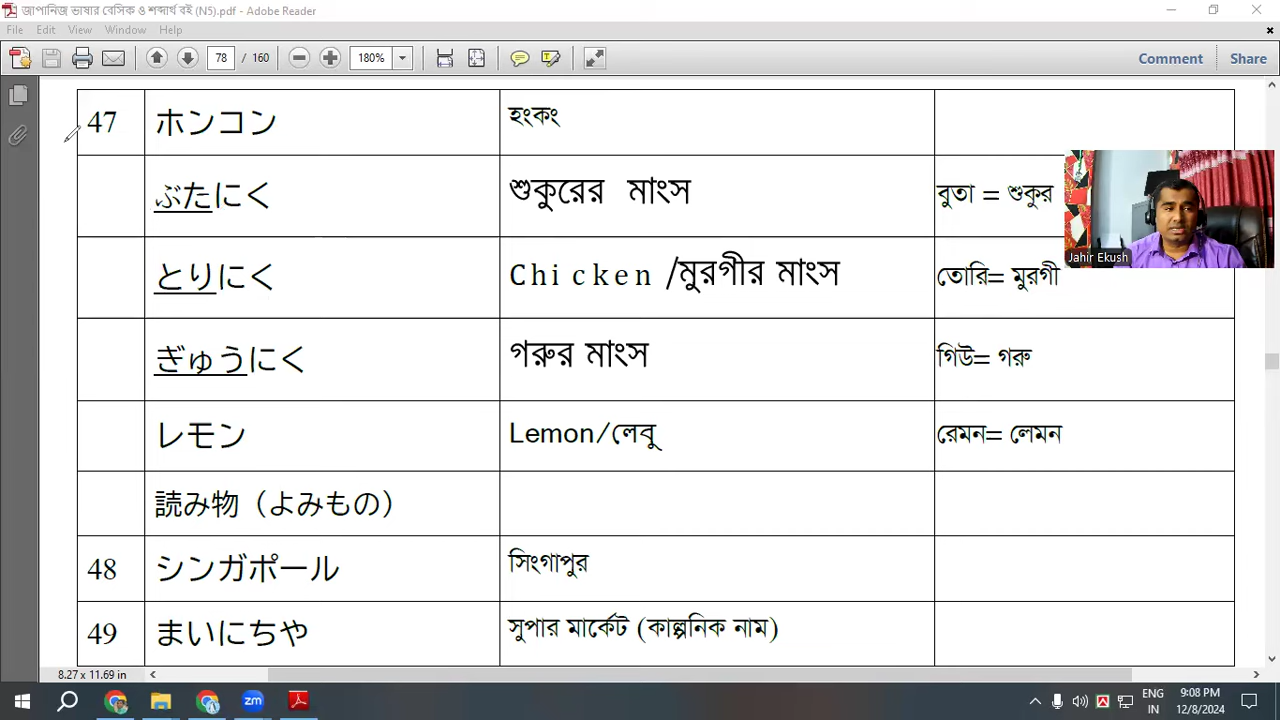 জাপানিজ ভাষার বেসিক ও শব্দার্থ বই (N5).pdf - Adobe Reader
File Edit View Window Help
78 / 160 180% Comment Share
47 ホンコン হংকং
ぶたにく শুকুরের মাংস বুতা = শুকুর
Jahir Ekush
とりにく Chicken /মুরগীর মাংস তোরি= মুরগী
ぎゅうにく গরুর মাংস গিউ= গরু
レモン Lemon/লেবু রেমন= লেমন
読み物（よみもの）
48 シンガポール সিংগাপুর
49 まいにちや সুপার মার্কেট (কাল্পনিক নাম)
8.27 x 11.69 in
zm ENG 9:08 PM
IN 12/8/2024